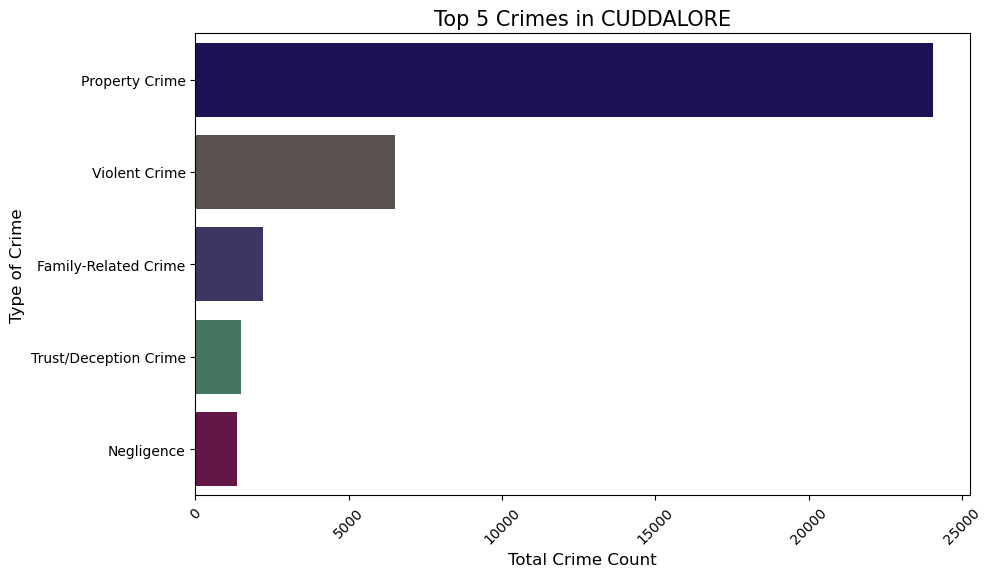 Top 5 Crimes in CUDDALORE
Type of Crime
Property Crime
Violent Crime
Family-Related Crime
Trust/Deception Crime
Negligence
0
5000
10000
15000
20000
25000
Total Crime Count